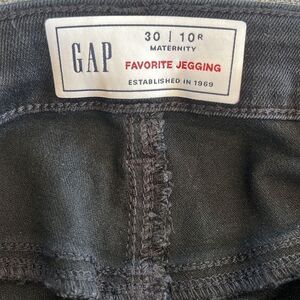 GAP
30 | 10R
MATERNITY
FAVORITE JEGGING
ESTABLISHED IN 1969